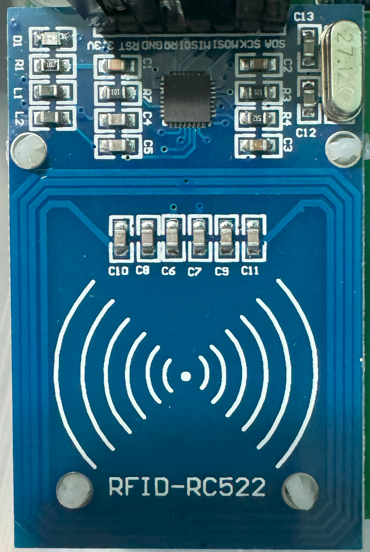 SDA SCK MOSI MISO IRQ GND RST 3/3V
C13
27.12
D1
R1
L1
L2
C1
R2
C4
C5
C2
R3
R4
C3
C12
C10 C8 C6 C7 C9 C11
RFID-RC522